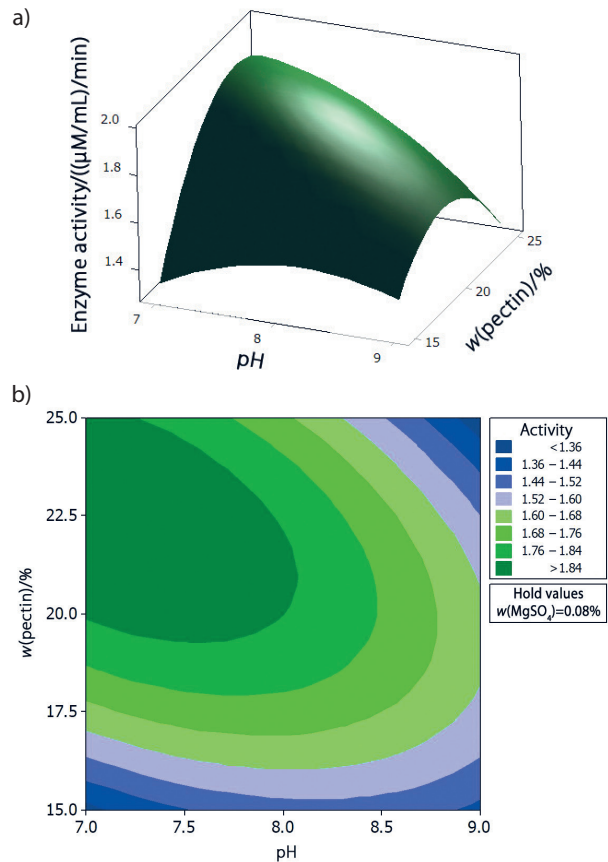 a)
Enzyme activity/((µM/mL)/min)
2.0
1.8
1.6
1.4
7
8
9
pH
15
20
25
w(pectin)/%
b)
25.0
22.5
20.0
17.5
15.0
w(pectin)/%
7.0 7.5 8.0 8.5 9.0
pH
Activity
<1.36
1.36 – 1.44
1.44 – 1.52
1.52 – 1.60
1.60 – 1.68
1.68 – 1.76
1.76 – 1.84
>1.84
Hold values
w(MgSO₄)=0.08%